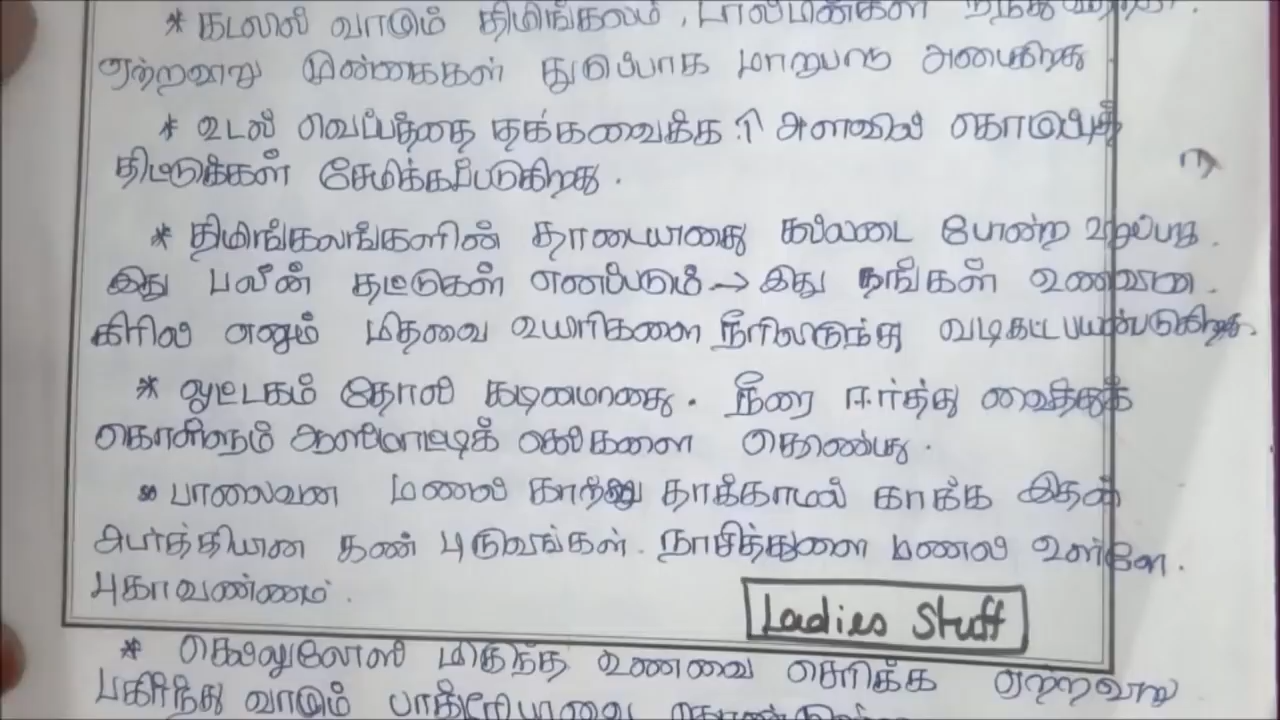 * கடலில் வாழும் திமிங்கலம், டால்பின்கள்
ஏற்றவாறு முன்கைகள் துடுப்பாக மாறுபாடு அடைகிறது
* உடல் வெப்பத்தை தக்கவைக்க அளவில் கொழுப்பு
திட்டுக்கள் சேமிக்கப்படுகிறது.
* திமிங்கலங்களின் தாடையானது சல்லடை போன்ற உறுப்பாக.
இது பலீன் தட்டுகள் எனப்படும் → இது தங்கள் உணவான.
கிரில் எனும் மிதவை உயிரிகளை நீரிலிருந்து வடிகட்ட பயன்படுகிறது.
* ஒட்டகம் தோல் கடினமானது. நீரை ஈர்த்து வைத்துக்
கொள்ளும் செல்களை கொண்டது.
பாலைவன மணல் காற்று தாக்காமல் காக்க இதன்
அடர்த்தியான கண் புருவங்கள். நாசித்துளை மணல் உள்ளே.
புகாவண்ணம்.
Ladies Stuff
* செல்லுலோஸ் மிகுந்த உணவை செரிக்க ஏற்றவாறு
பகிர்ந்து வாழும்